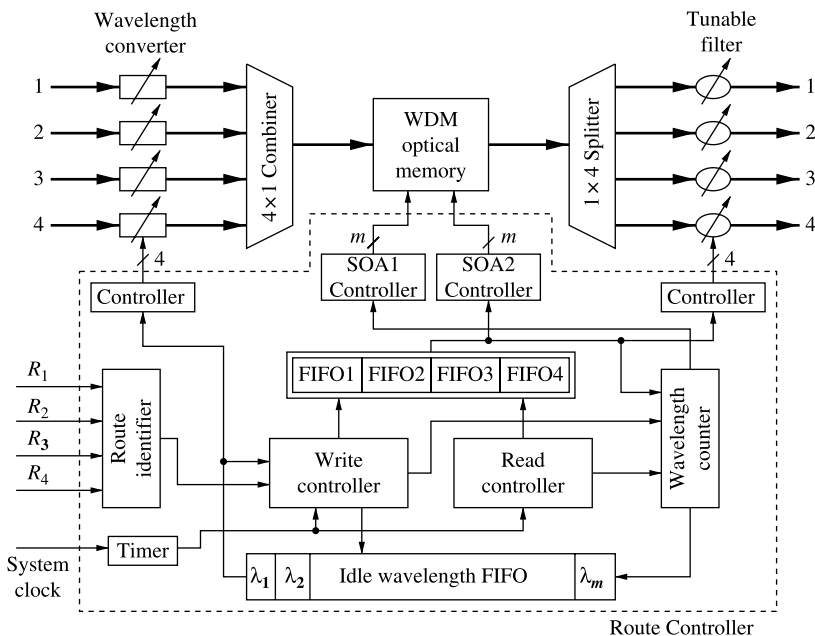 Wavelength
converter
Tunable
filter
1
2
3
4
4×1 Combiner
WDM
optical
memory
1×4 Splitter
1
2
3
4
4
m
m
4
Controller
SOA1
Controller
SOA2
Controller
Controller
FIFO1
FIFO2
FIFO3
FIFO4
R1
R2
R3
R4
Route
identifier
Write
controller
Read
controller
Wavelength
counter
System
clock
Timer
λ1
λ2
Idle wavelength FIFO
λm
Route Controller